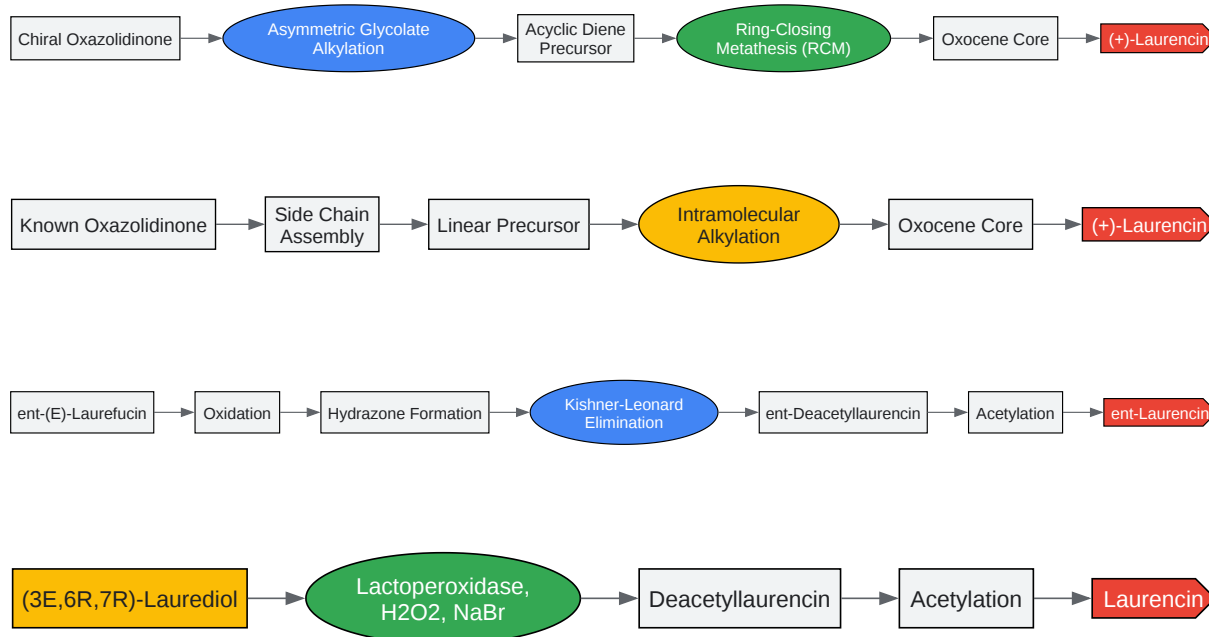 Chiral Oxazolidinone
Asymmetric Glycolate
Alkylation
Acyclic Diene
Precursor
Ring-Closing
Metathesis (RCM)
Oxocene Core
(+)-Laurencin
Known Oxazolidinone
Side Chain
Assembly
Linear Precursor
Intramolecular
Alkylation
Oxocene Core
(+)-Laurencin
ent-(E)-Laurefucin
Oxidation
Hydrazone Formation
Kishner-Leonard
Elimination
ent-Deacetyllaurencin
Acetylation
ent-Laurencin
(3E,6R,7R)-Laurediol
Lactoperoxidase,
H2O2, NaBr
Deacetyllaurencin
Acetylation
Laurencin